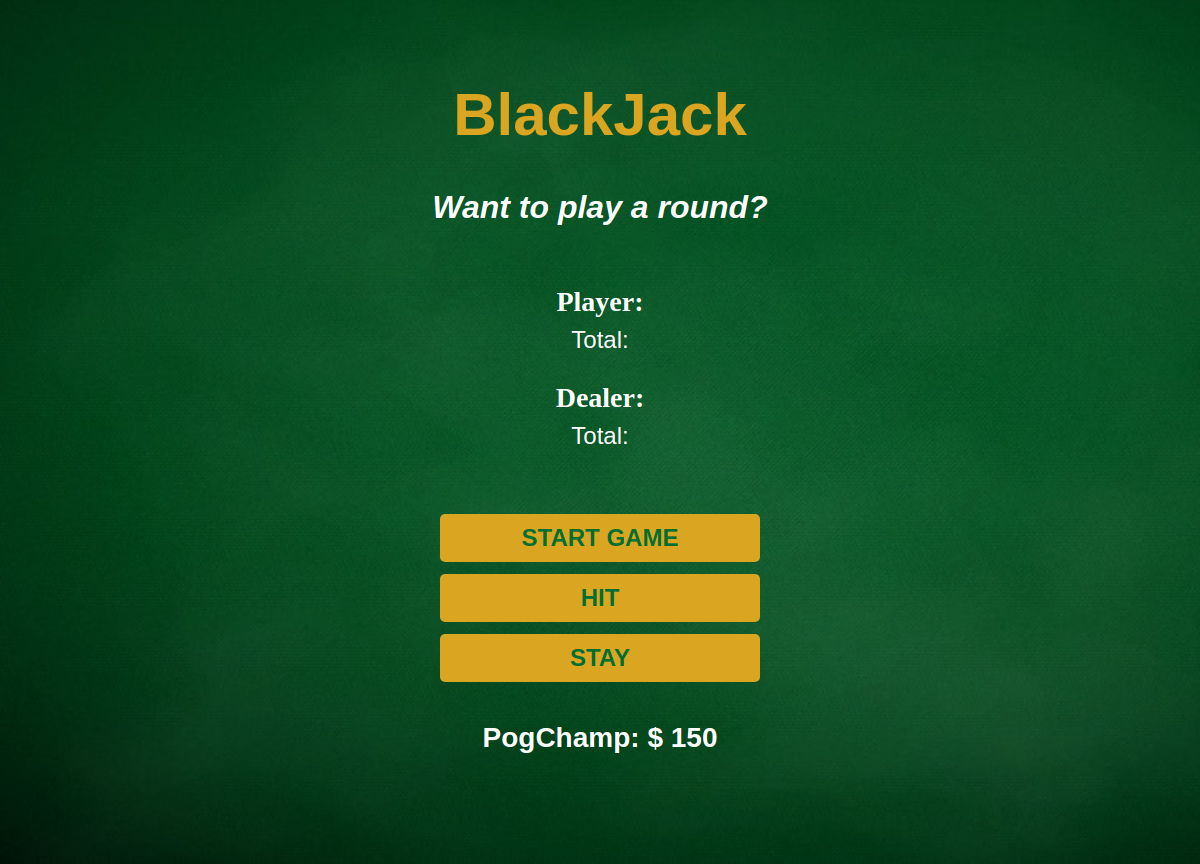 BlackJack
Want to play a round?
Player:
Total:
Dealer:
Total:
START GAME
HIT
STAY
PogChamp: $ 150